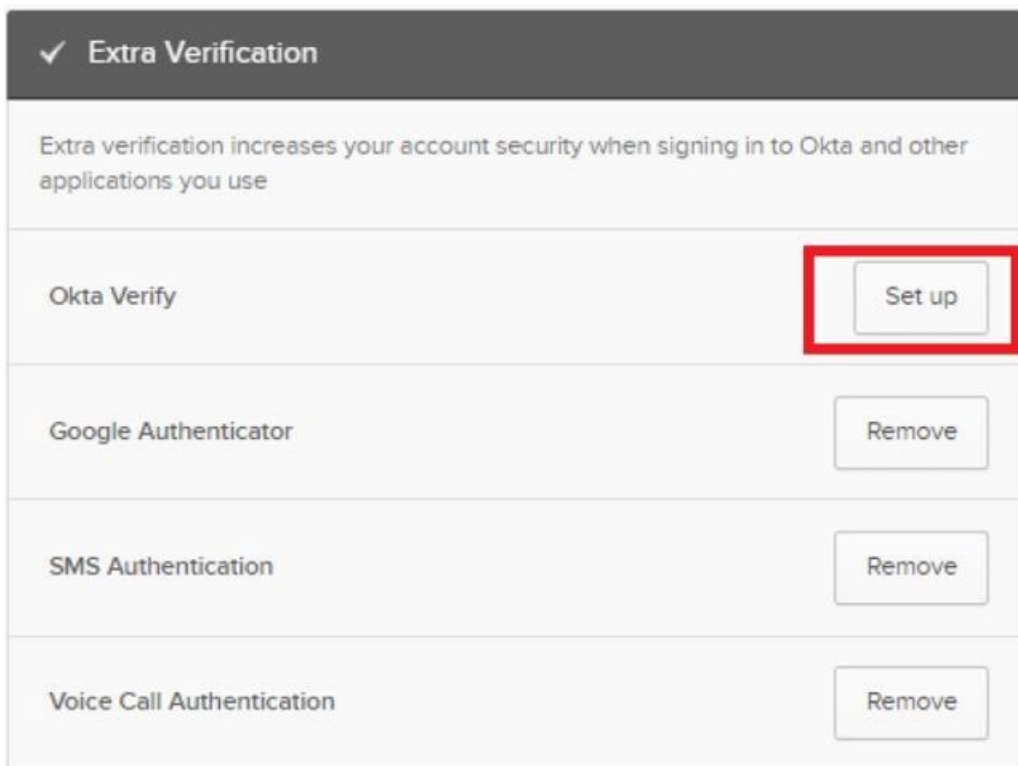 Extra Verification
Extra verification increases your account security when signing in to Okta and other
applications you use
Okta Verify
Set up
Google Authenticator
Remove
SMS Authentication
Remove
Voice Call Authentication
Remove